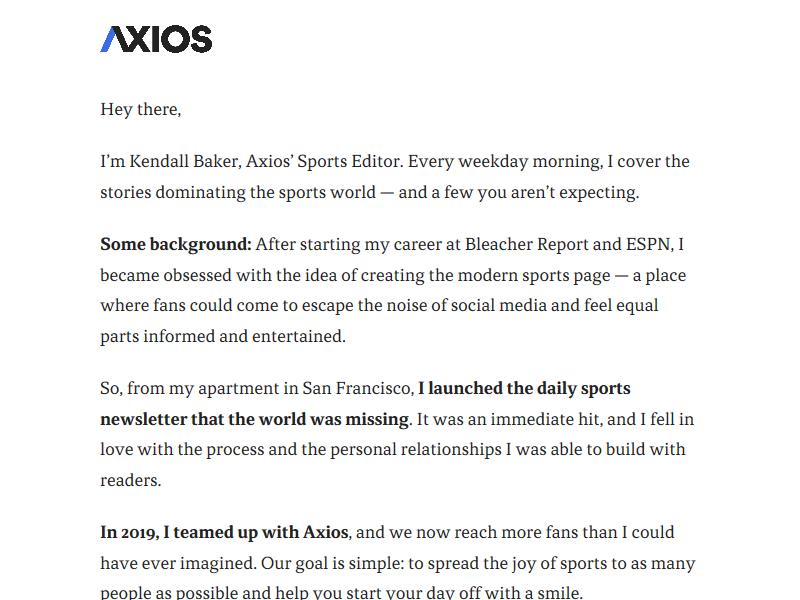 AXIOS
Hey there,
I’m Kendall Baker, Axios’ Sports Editor. Every weekday morning, I cover the
stories dominating the sports world — and a few you aren’t expecting.
Some background: After starting my career at Bleacher Report and ESPN, I
became obsessed with the idea of creating the modern sports page — a place
where fans could come to escape the noise of social media and feel equal
parts informed and entertained.
So, from my apartment in San Francisco, I launched the daily sports
newsletter that the world was missing. It was an immediate hit, and I fell in
love with the process and the personal relationships I was able to build with
readers.
In 2019, I teamed up with Axios, and we now reach more fans than I could
have ever imagined. Our goal is simple: to spread the joy of sports to as many
people as possible and help you start your day off with a smile.